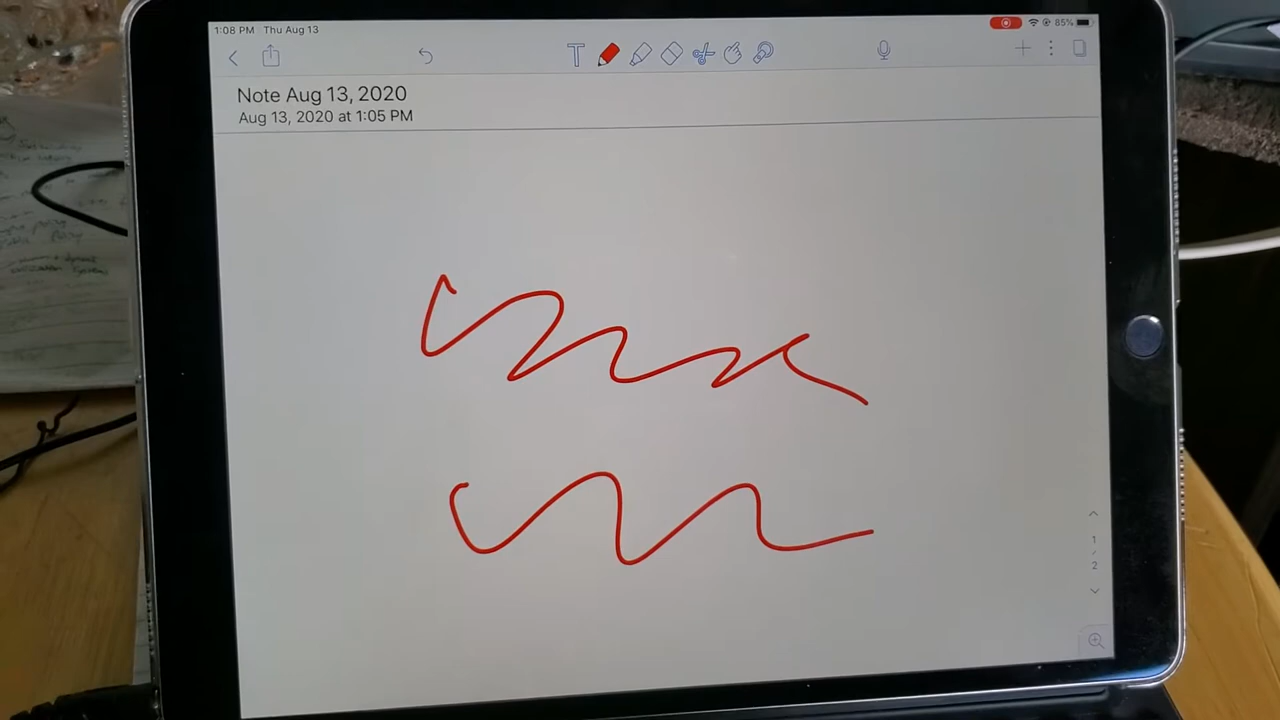 1:08 PM Thu Aug 13
85%
Note Aug 13, 2020
Aug 13, 2020 at 1:05 PM
1
/
2